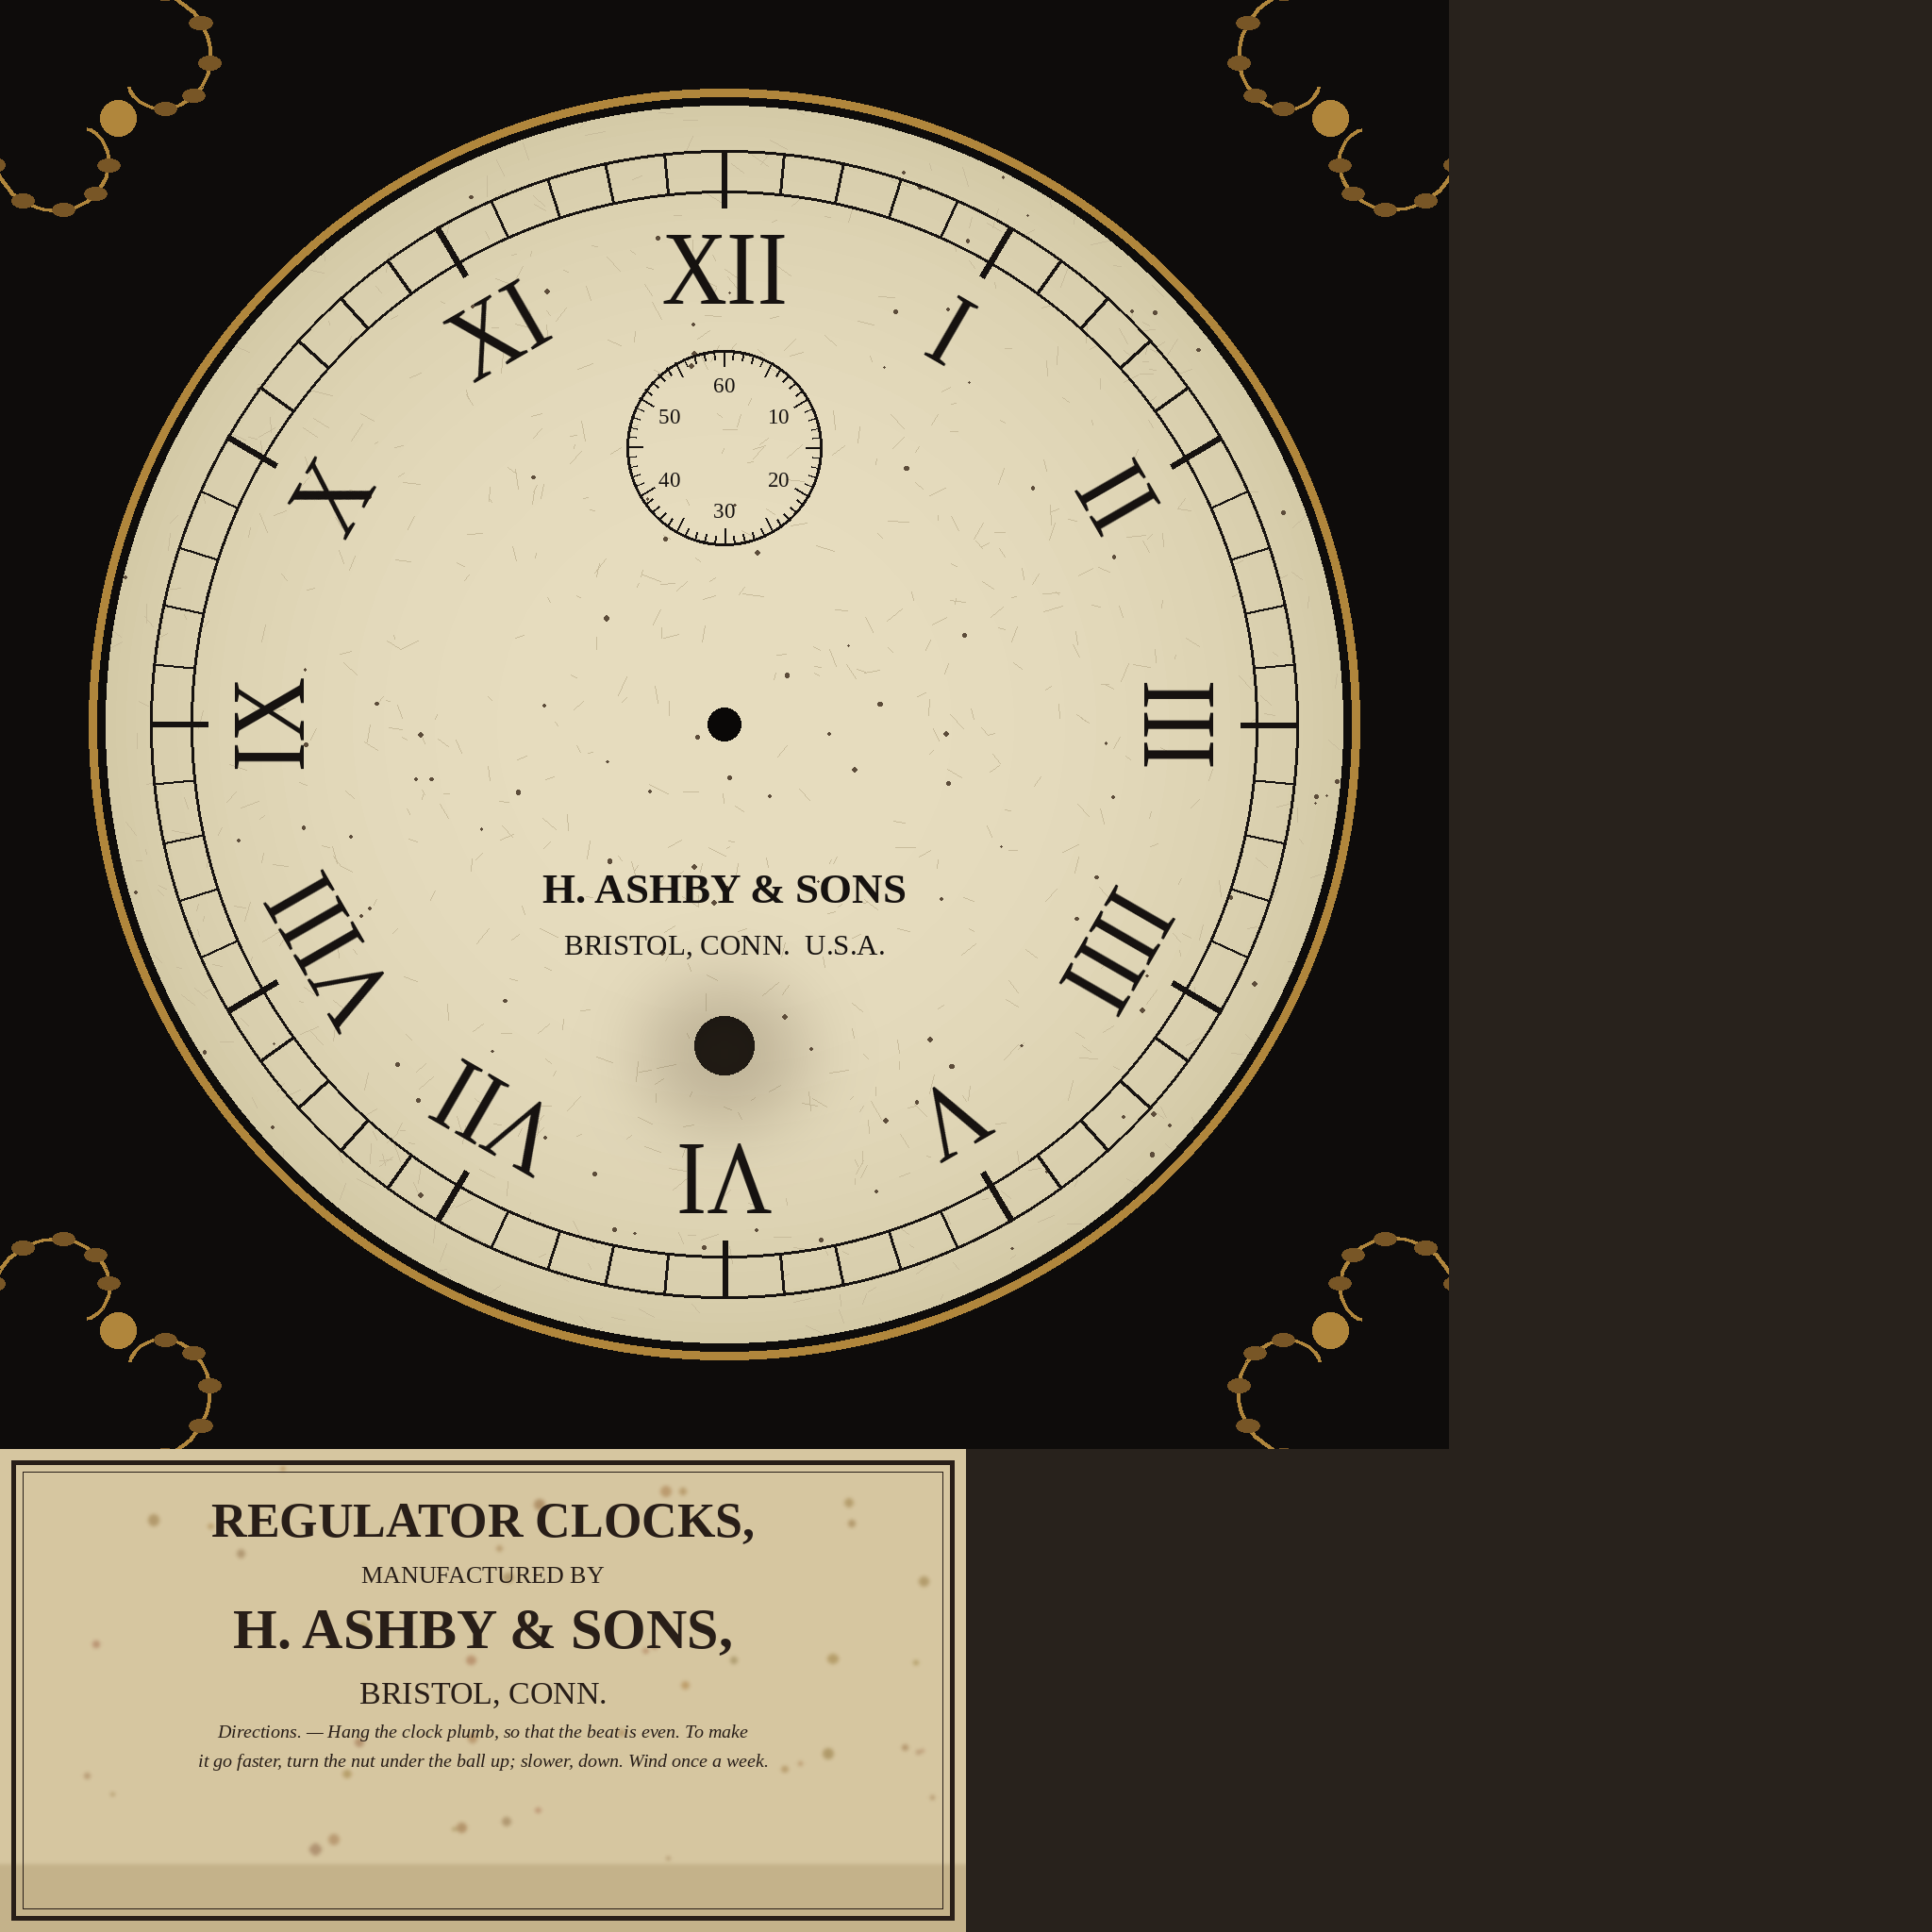 XII
I
II
III
IIII
V
VI
VII
VIII
IX
X
XI
60
10
20
30
40
50
H. ASHBY & SONS
BRISTOL, CONN. U.S.A.
REGULATOR CLOCKS,
MANUFACTURED BY
H. ASHBY & SONS,
BRISTOL, CONN.
Directions. — Hang the clock plumb, so that the beat is even. To make
it go faster, turn the nut under the ball up; slower, down. Wind once a week.